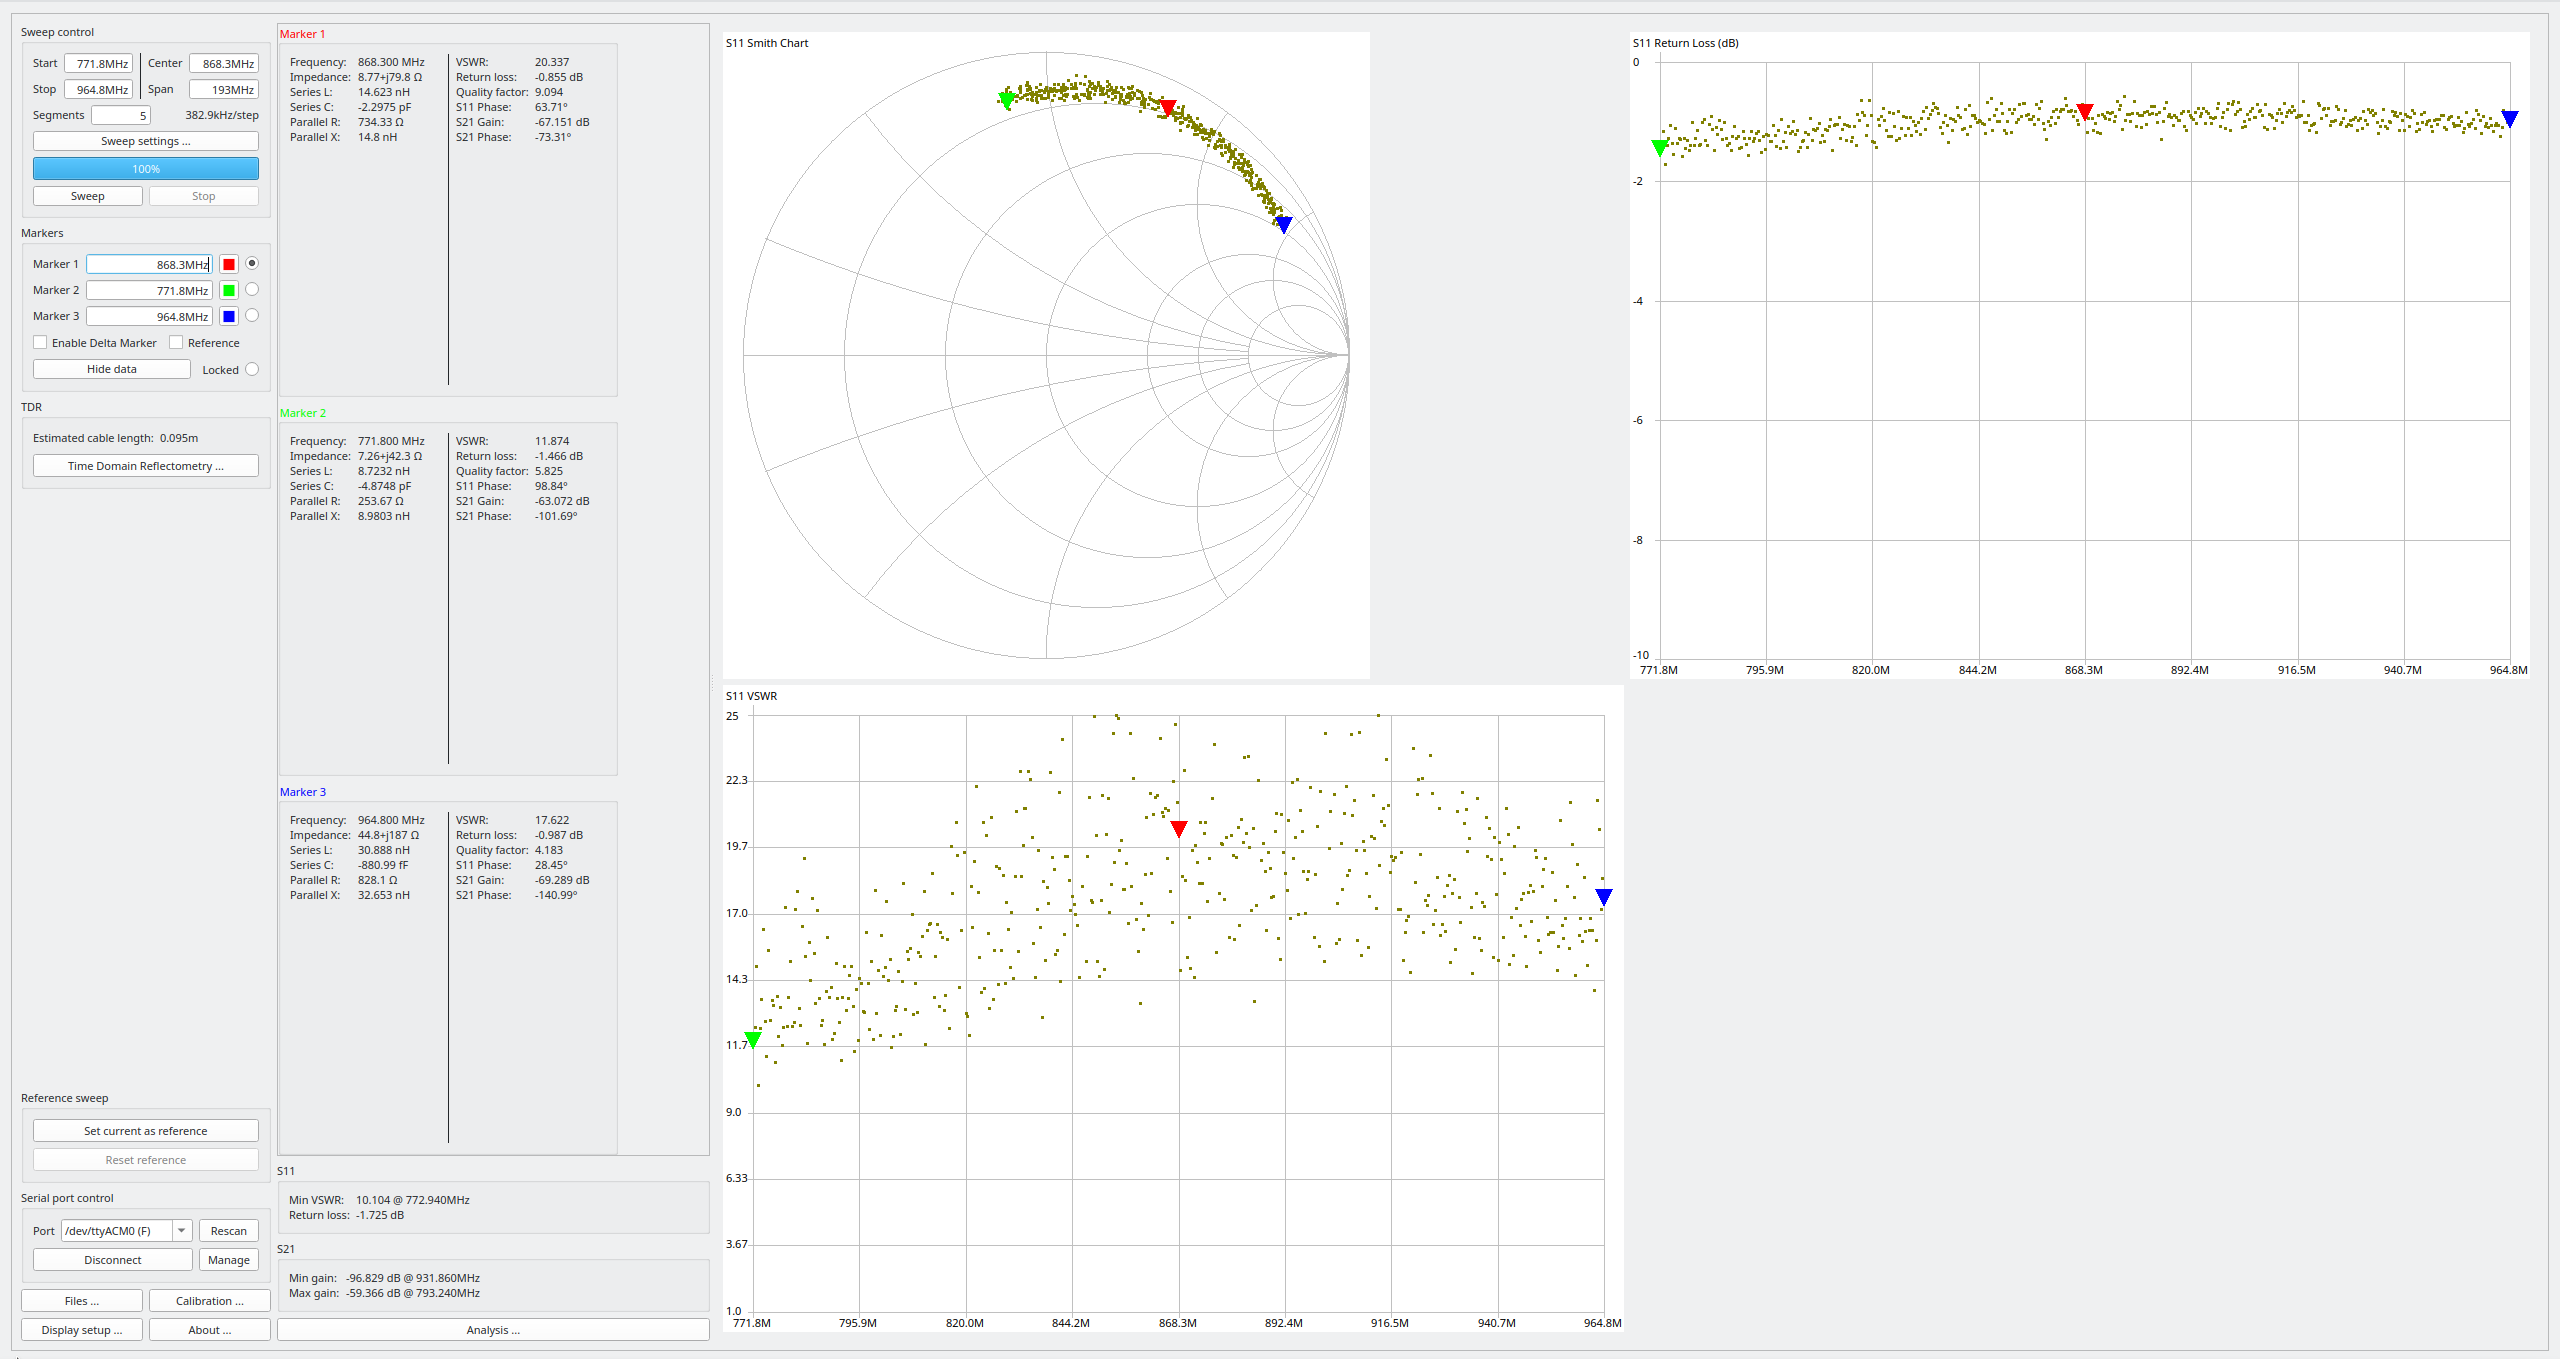 Sweep control
Start 771.8MHz Center 868.3MHz
Stop 964.8MHz Span 193MHz
Segments 5 382.9kHz/step
Sweep settings ...
100%
Sweep Stop
Markers
Marker 1 868.3MHz
Marker 2 771.8MHz
Marker 3 964.8MHz
Enable Delta Marker Reference
Hide data Locked
TDR
Estimated cable length: 0.095m
Time Domain Reflectometry ...
Reference sweep
Set current as reference
Reset reference
Serial port control
Port /dev/ttyACM0 (F) Rescan
Disconnect Manage
Files ... Calibration ...
Display setup ... About ...
Marker 1
Frequency: 868.300 MHz VSWR: 20.337
Impedance: 8.77+j79.8 Ω Return loss: -0.855 dB
Series L: 14.623 nH Quality factor: 9.094
Series C: -2.2975 pF S11 Phase: 63.71°
Parallel R: 734.33 Ω S21 Gain: -67.151 dB
Parallel X: 14.8 nH S21 Phase: -73.31°
Marker 2
Frequency: 771.800 MHz VSWR: 11.874
Impedance: 7.26+j42.3 Ω Return loss: -1.466 dB
Series L: 8.7232 nH Quality factor: 5.825
Series C: -4.8748 pF S11 Phase: 98.84°
Parallel R: 253.67 Ω S21 Gain: -63.072 dB
Parallel X: 8.9803 nH S21 Phase: -101.69°
Marker 3
Frequency: 964.800 MHz VSWR: 17.622
Impedance: 44.8+j187 Ω Return loss: -0.987 dB
Series L: 30.888 nH Quality factor: 4.183
Series C: -880.99 fF S11 Phase: 28.45°
Parallel R: 828.1 Ω S21 Gain: -69.289 dB
Parallel X: 32.653 nH S21 Phase: -140.99°
S11
Min VSWR: 10.104 @ 772.940MHz
Return loss: -1.725 dB
S21
Min gain: -96.829 dB @ 931.860MHz
Max gain: -59.366 dB @ 793.240MHz
Analysis ...
S11 Smith Chart
S11 Return Loss (dB)
0
-2
-4
-6
-8
-10
771.8M 795.9M 820.0M 844.2M 868.3M 892.4M 916.5M 940.7M 964.8M
S11 VSWR
25
22.3
19.7
17.0
14.3
11.7
9.0
6.33
3.67
1.0
771.8M 795.9M 820.0M 844.2M 868.3M 892.4M 916.5M 940.7M 964.8M